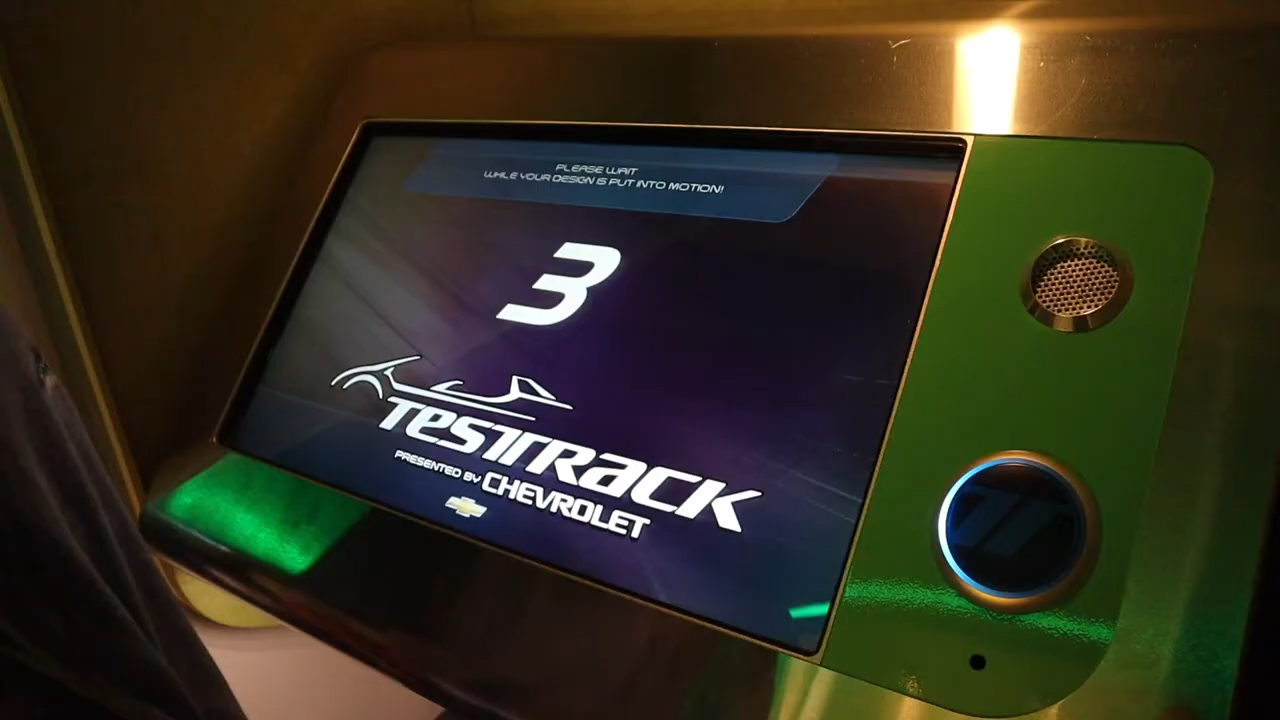 PLEASE WAIT
WHILE YOUR DESIGN IS PUT INTO MOTION!
3
TESTTRACK
PRESENTED BY CHEVROLET